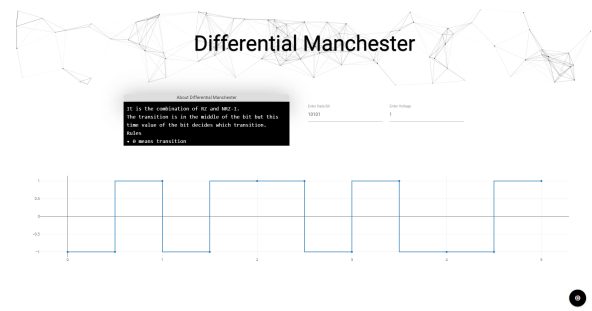 Differential Manchester
About Differential Manchester
It is the combination of RZ and NRZ-I.
The transition is in the middle of the bit but this
time value of the bit decides which transition.
Rules
• 0 means transition
Enter DataBit
Enter Voltage
10101
1
1
0.5
0
−0.5
−1
0
1
2
3
4
5